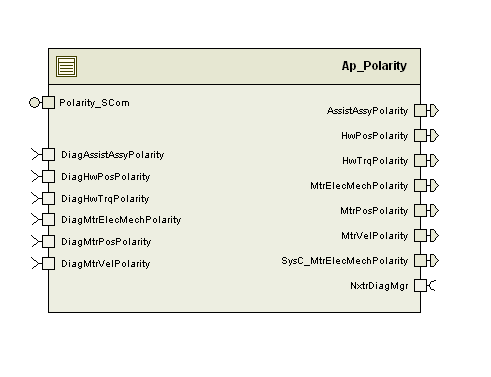 Ap_Polarity
Polarity_SCom
DiagAssistAssyPolarity
DiagHwPosPolarity
DiagHwTrqPolarity
DiagMtrElecMechPolarity
DiagMtrPosPolarity
DiagMtrVelPolarity
AssistAssyPolarity
HwPosPolarity
HwTrqPolarity
MtrElecMechPolarity
MtrPosPolarity
MtrVelPolarity
SysC_MtrElecMechPolarity
NxtrDiagMgr